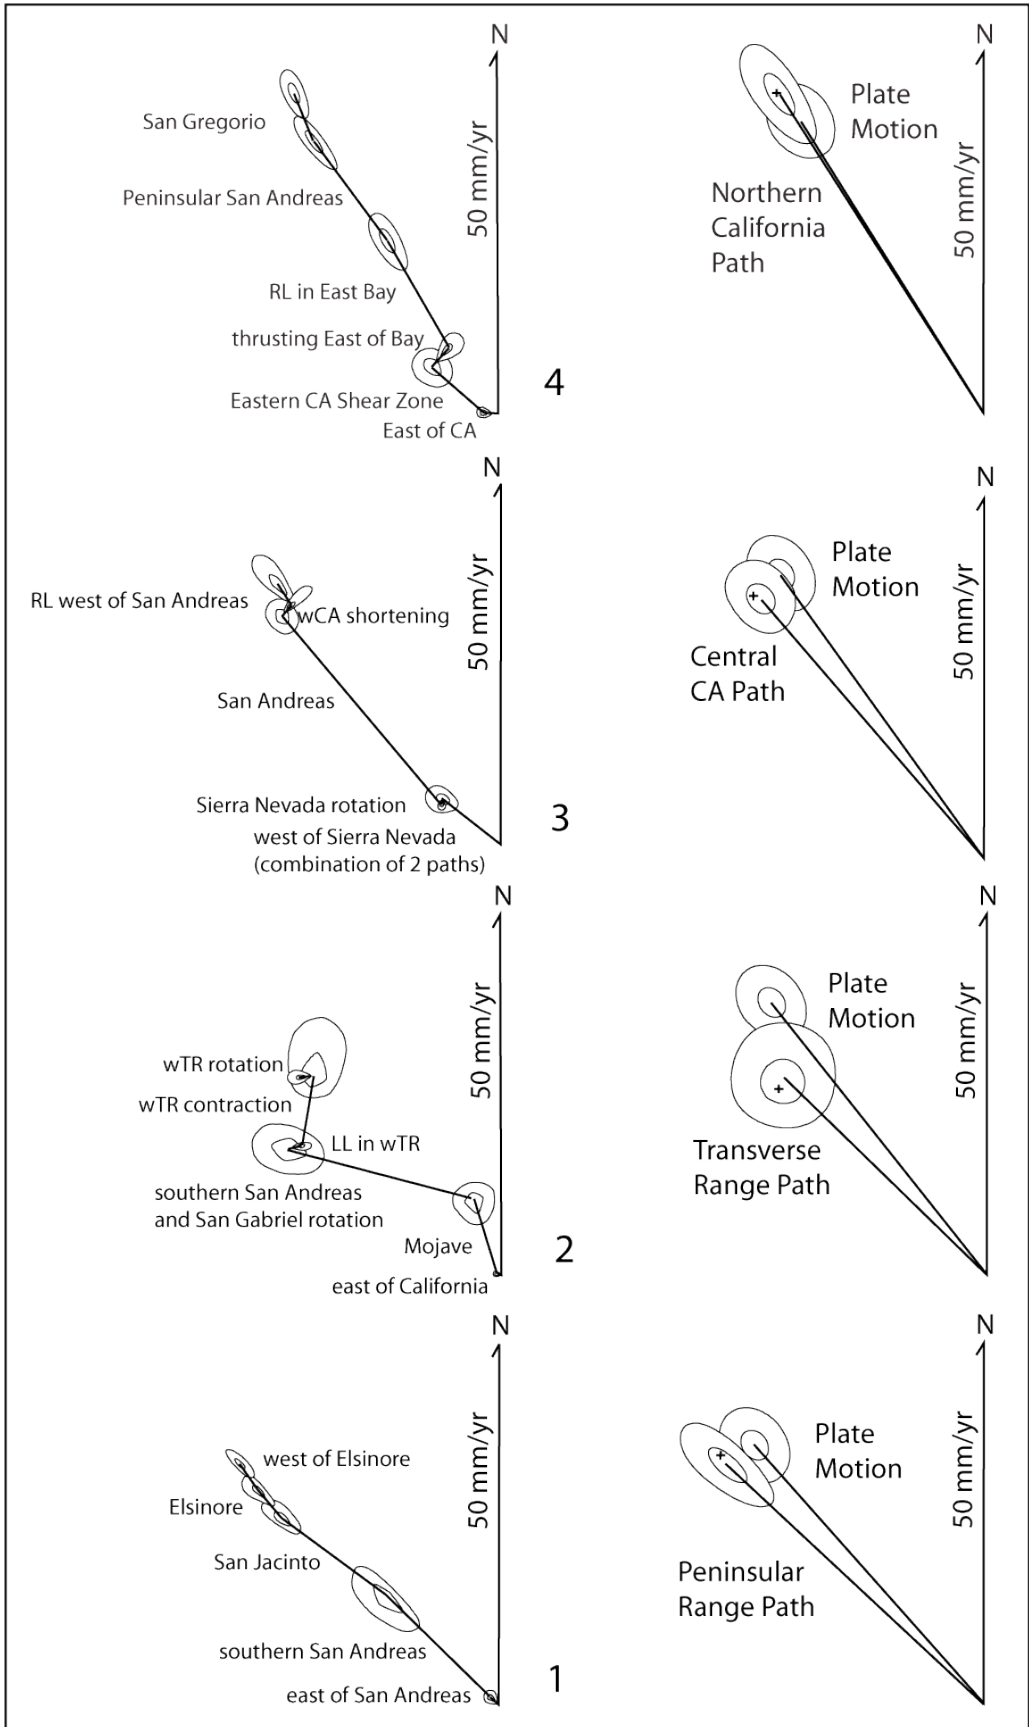 N
San Gregorio
Peninsular San Andreas
RL in East Bay
thrusting East of Bay
Eastern CA Shear Zone
East of CA
50 mm/yr
4
N
Plate
Motion
Northern
California
Path
50 mm/yr
N
RL west of San Andreas
wCA shortening
San Andreas
Sierra Nevada rotation
west of Sierra Nevada
(combination of 2 paths)
50 mm/yr
3
N
Plate
Motion
Central
CA Path
50 mm/yr
N
wTR rotation
wTR contraction
LL in wTR
southern San Andreas
and San Gabriel rotation
Mojave
east of California
50 mm/yr
2
N
Plate
Motion
Transverse
Range Path
50 mm/yr
N
west of Elsinore
Elsinore
San Jacinto
southern San Andreas
east of San Andreas
50 mm/yr
1
N
Plate
Motion
Peninsular
Range Path
50 mm/yr